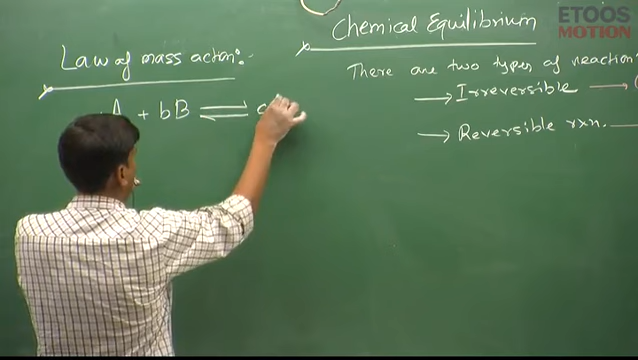 Chemical Equilibrium
ETOOS
MOTION
Law of mass action:-
There are two types of reaction:
→ Irreversible →
A + bB ⇌ c
→ Reversible rxn. —